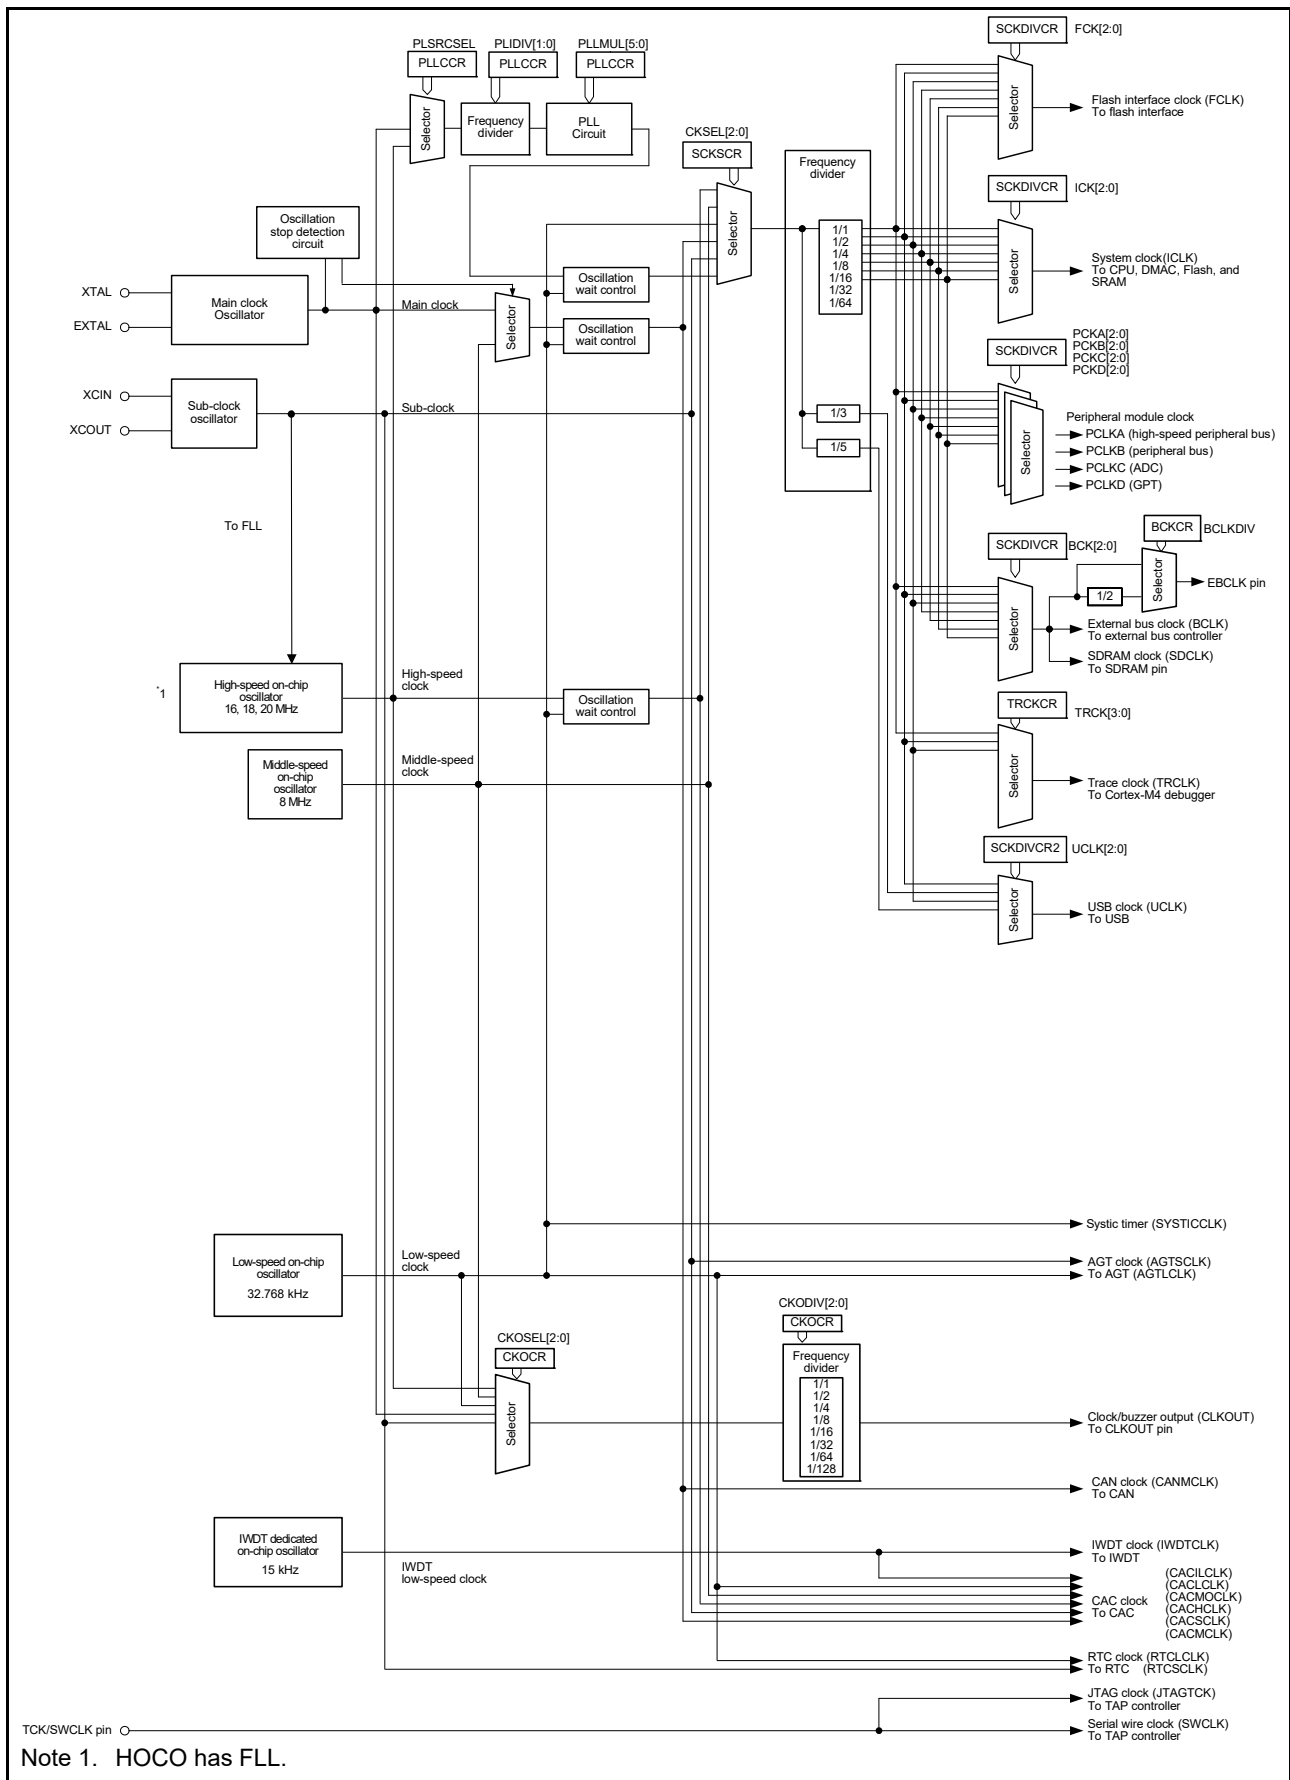 SCKDIVCR FCK[2:0]
PLSRCSEL PLIDIV[1:0] PLLMUL[5:0]
PLLCCR PLLCCR PLLCCR
Selector
Frequency
divider
PLL
Circuit
Selector
Flash interface clock (FCLK)
To flash interface
CKSEL[2:0]
SCKSCR
Selector
Frequency
divider
1/1
1/2
1/4
1/8
1/16
1/32
1/64
1/3
1/5
SCKDIVCR ICK[2:0]
Selector
System clock(ICLK)
To CPU, DMAC, Flash, and
SRAM
Oscillation
stop detection
circuit
XTAL
EXTAL
Main clock
Oscillator
Main clock
Selector
Oscillation
wait control
Oscillation
wait control
PCKA[2:0]
PCKB[2:0]
PCKC[2:0]
PCKD[2:0]
SCKDIVCR
Selector
Peripheral module clock
PCLKA (high-speed peripheral bus)
PCLKB (peripheral bus)
PCLKC (ADC)
PCLKD (GPT)
XCIN
XCOUT
Sub-clock
oscillator
Sub-clock
To FLL
SCKDIVCR BCK[2:0]
Selector
BCKCR BCLKDIV
1/2
Selector
EBCLK pin
External bus clock (BCLK)
To external bus controller
SDRAM clock (SDCLK)
To SDRAM pin
*1
High-speed on-chip
oscillator
16, 18, 20 MHz
High-speed
clock
Oscillation
wait control
TRCKCR TRCK[3:0]
Selector
Trace clock (TRCLK)
To Cortex-M4 debugger
Middle-speed
on-chip
oscillator
8 MHz
Middle-speed
clock
SCKDIVCR2 UCLK[2:0]
Selector
USB clock (UCLK)
To USB
Systic timer (SYSTICCLK)
Low-speed on-chip
oscillator
32.768 kHz
Low-speed
clock
AGT clock (AGTSCLK)
To AGT (AGTLCLK)
CKOSEL[2:0]
CKOCR
Selector
CKODIV[2:0]
CKOCR
Frequency
divider
1/1
1/2
1/4
1/8
1/16
1/32
1/64
1/128
Clock/buzzer output (CLKOUT)
To CLKOUT pin
CAN clock (CANMCLK)
To CAN
IWDT dedicated
on-chip oscillator
15 kHz
IWDT
low-speed clock
IWDT clock (IWDTCLK)
To IWDT
CAC clock
To CAC
(CACILCLK)
(CACLCLK)
(CACMOCLK)
(CACHCLK)
(CACSCLK)
(CACMCLK)
RTC clock (RTCLCLK)
To RTC (RTCSCLK)
JTAG clock (JTAGTCK)
To TAP controller
TCK/SWCLK pin
Serial wire clock (SWCLK)
To TAP controller
Note 1. HOCO has FLL.